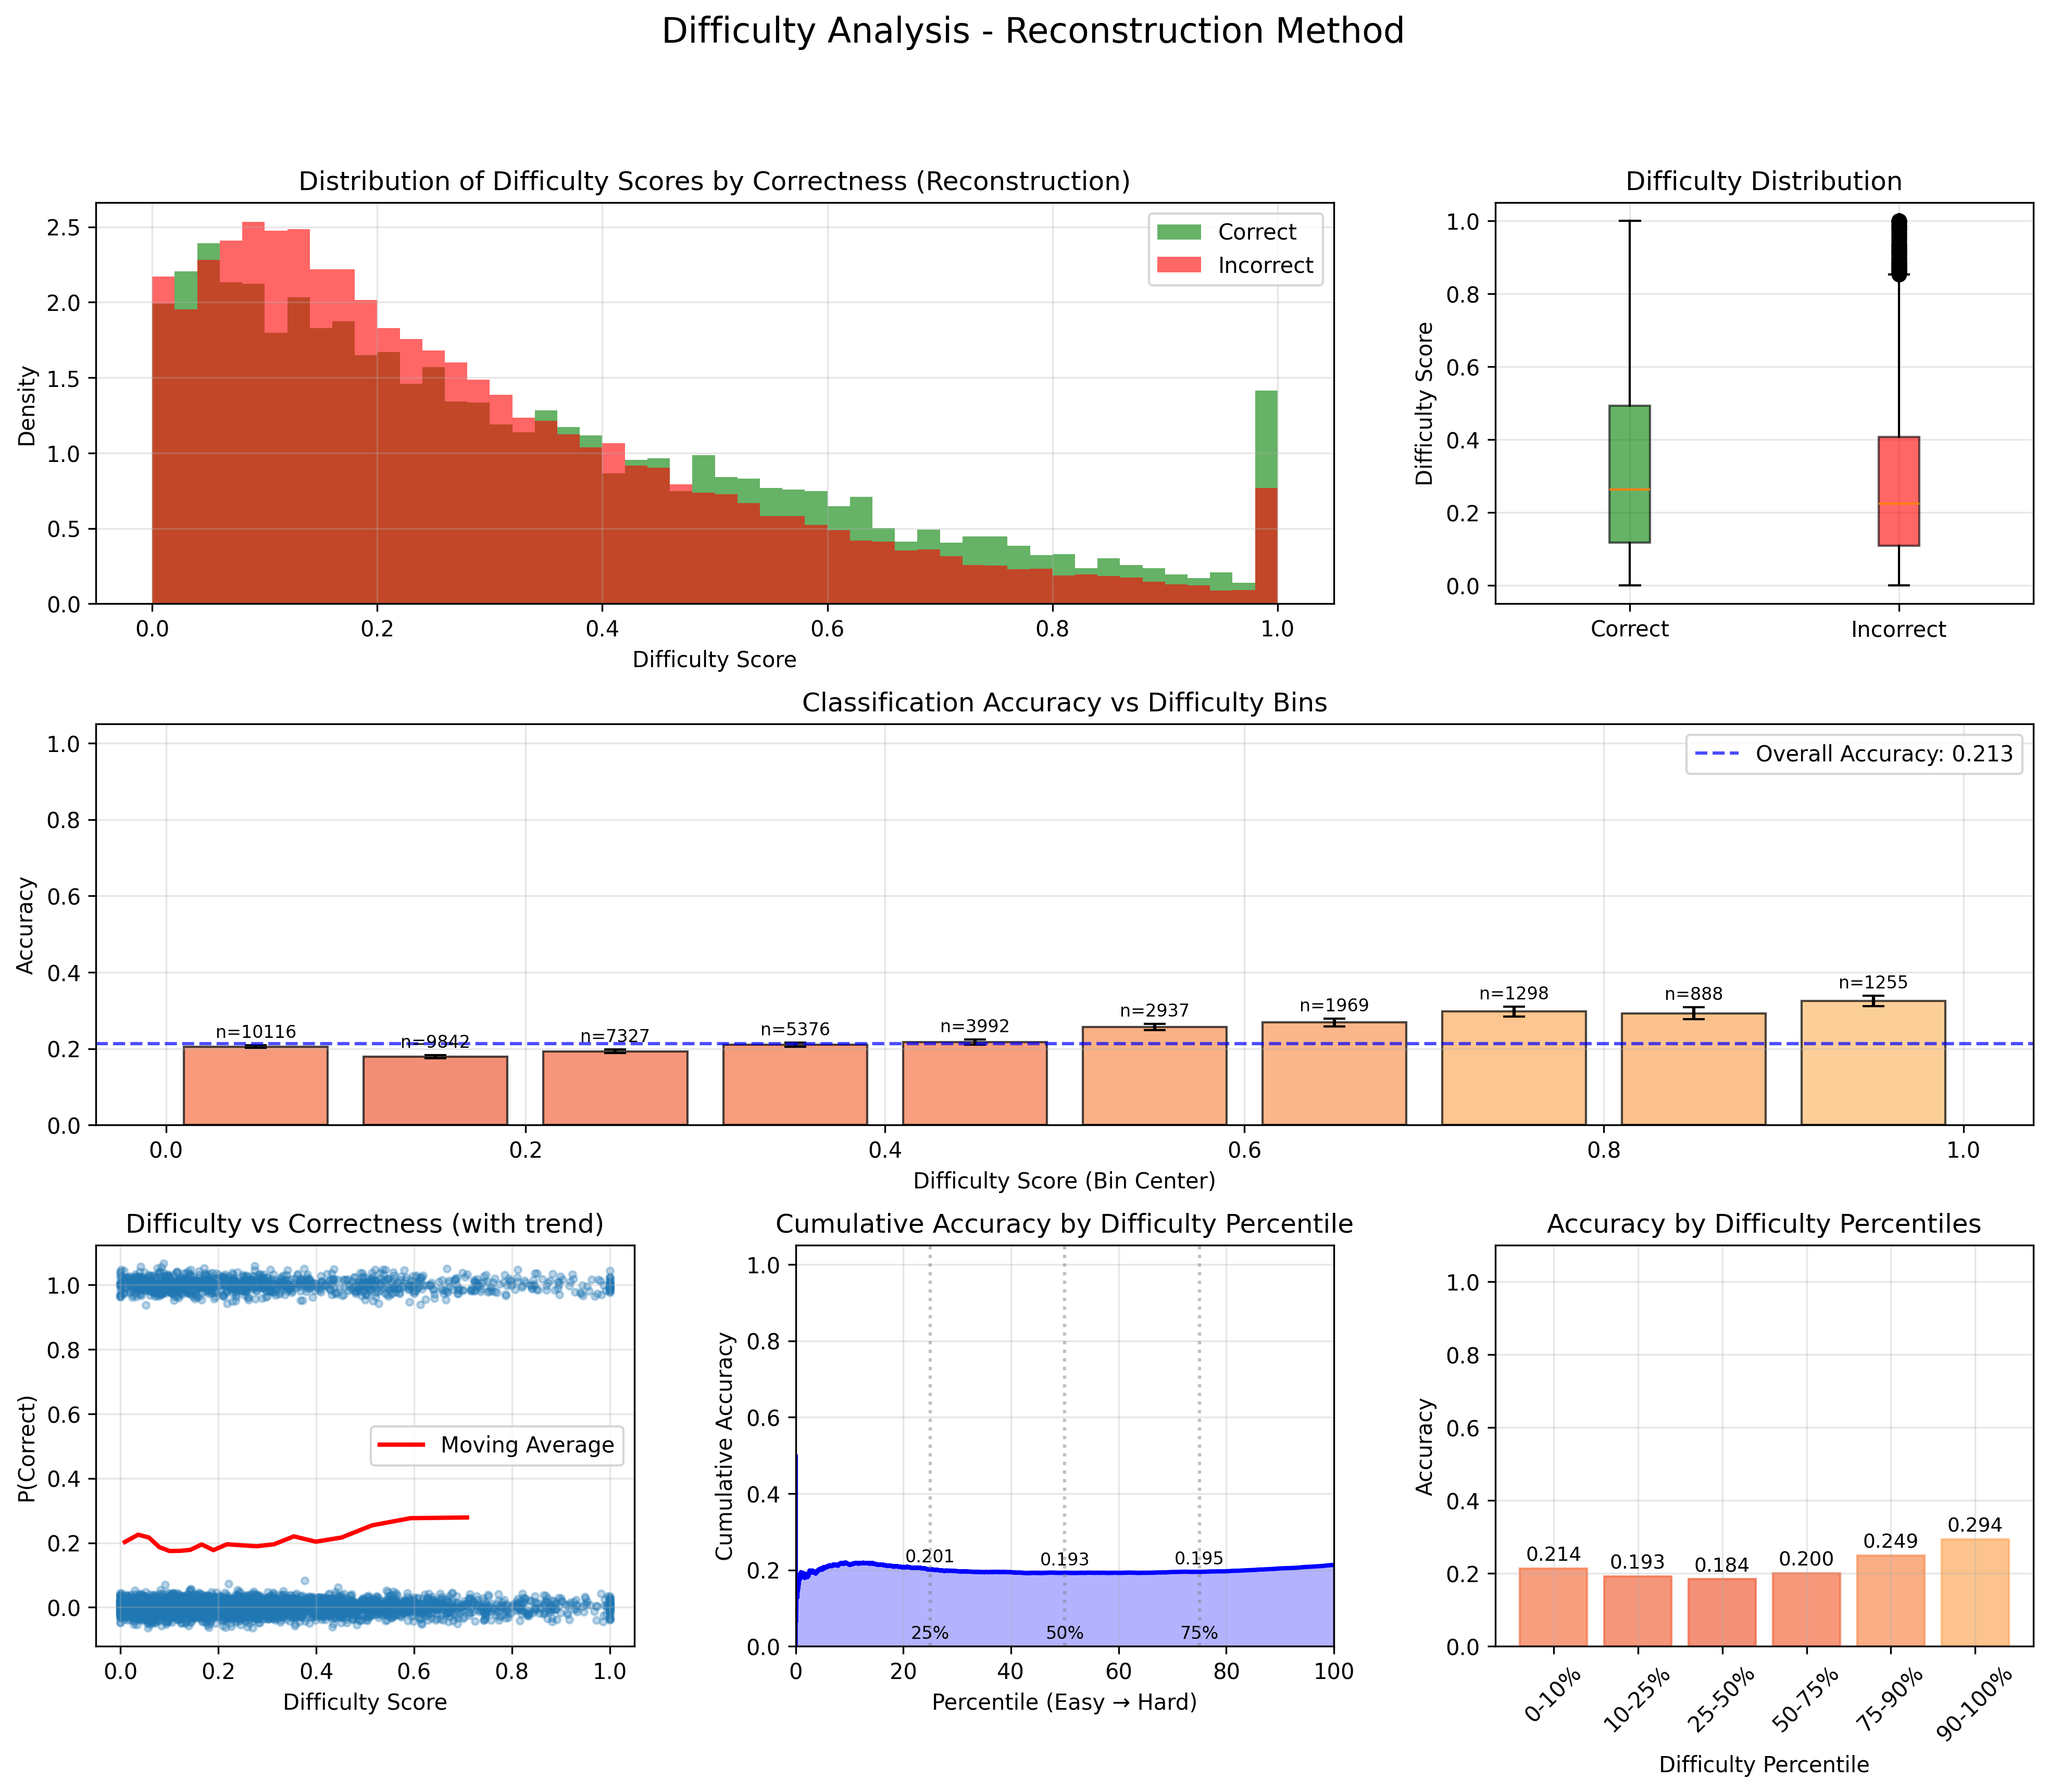 Difficulty Analysis - Reconstruction Method
Distribution of Difficulty Scores by Correctness (Reconstruction)
Density
2.5
2.0
1.5
1.0
0.5
0.0
0.0 0.2 0.4 0.6 0.8 1.0
Difficulty Score
Correct
Incorrect
Difficulty Distribution
Difficulty Score
1.0
0.8
0.6
0.4
0.2
0.0
Correct Incorrect
Classification Accuracy vs Difficulty Bins
Accuracy
1.0
0.8
0.6
0.4
0.2
0.0
Overall Accuracy: 0.213
n=10116 n=9842 n=7327 n=5376 n=3992 n=2937 n=1969 n=1298 n=888 n=1255
0.0 0.2 0.4 0.6 0.8 1.0
Difficulty Score (Bin Center)
Difficulty vs Correctness (with trend)
P(Correct)
1.0
0.8
0.6
0.4
0.2
0.0
Moving Average
0.0 0.2 0.4 0.6 0.8 1.0
Difficulty Score
Cumulative Accuracy by Difficulty Percentile
Cumulative Accuracy
1.0
0.8
0.6
0.4
0.2
0.0
0.201 0.193 0.195
25% 50% 75%
0 20 40 60 80 100
Percentile (Easy → Hard)
Accuracy by Difficulty Percentiles
Accuracy
1.0
0.8
0.6
0.4
0.2
0.0
0.214 0.193 0.184 0.200 0.249 0.294
0-10% 10-25% 25-50% 50-75% 75-90% 90-100%
Difficulty Percentile